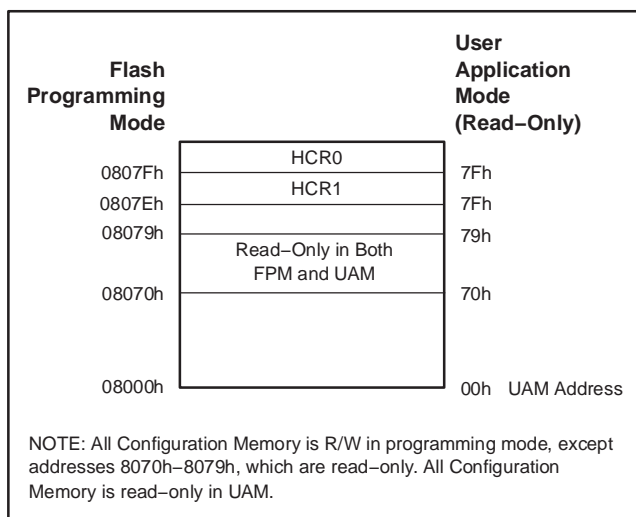 Flash
Programming
Mode
User
Application
Mode
(Read−Only)
HCR0
0807Fh
7Fh
HCR1
0807Eh
7Fh
08079h
79h
Read−Only in Both
FPM and UAM
08070h
70h
08000h
00h UAM Address
NOTE: All Configuration Memory is R/W in programming mode, except
addresses 8070h−8079h, which are read−only. All Configuration
Memory is read−only in UAM.